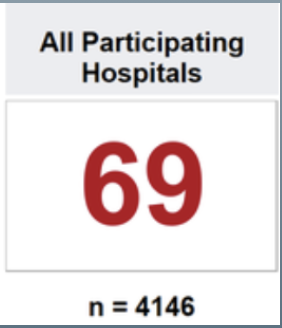 All Participating
Hospitals
69
n = 4146